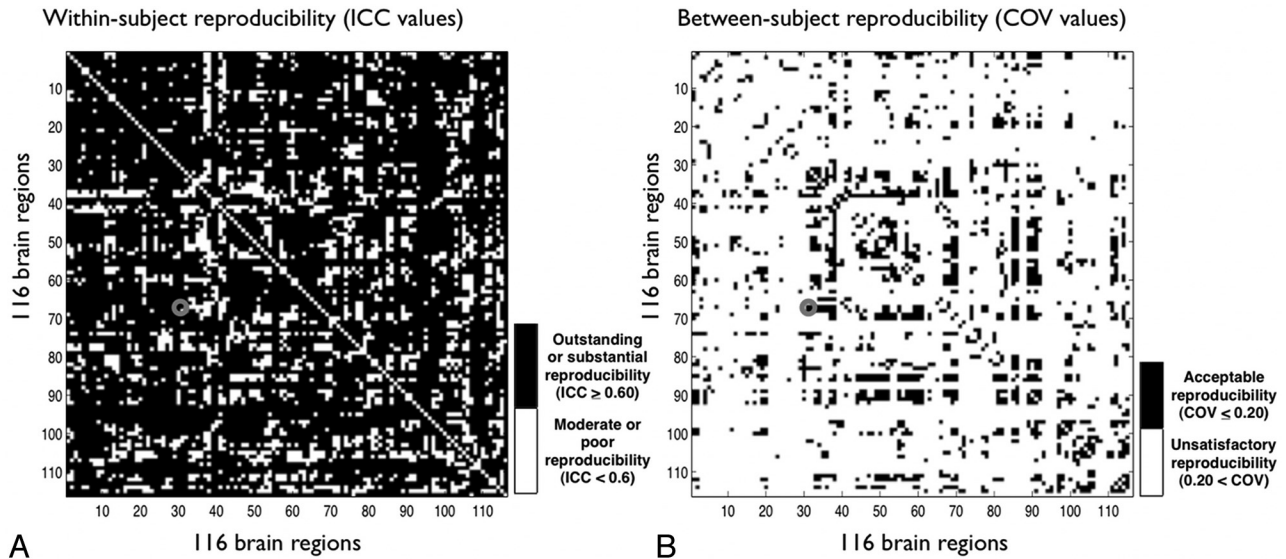 Within-subject reproducibility (ICC values)
Between-subject reproducibility (COV values)
116 brain regions
10
20
30
40
50
60
70
80
90
100
110
10 20 30 40 50 60 70 80 90 100 110
116 brain regions
A
Outstanding
or substantial
reproducibility
(ICC ≥ 0.60)
Moderate or
poor
reproducibility
(ICC < 0.6)
116 brain regions
10
20
30
40
50
60
70
80
90
100
110
10 20 30 40 50 60 70 80 90 100 110
116 brain regions
B
Acceptable
reproducibility
(COV ≤ 0.20)
Unsatisfactory
reproducibility
(0.20 < COV)